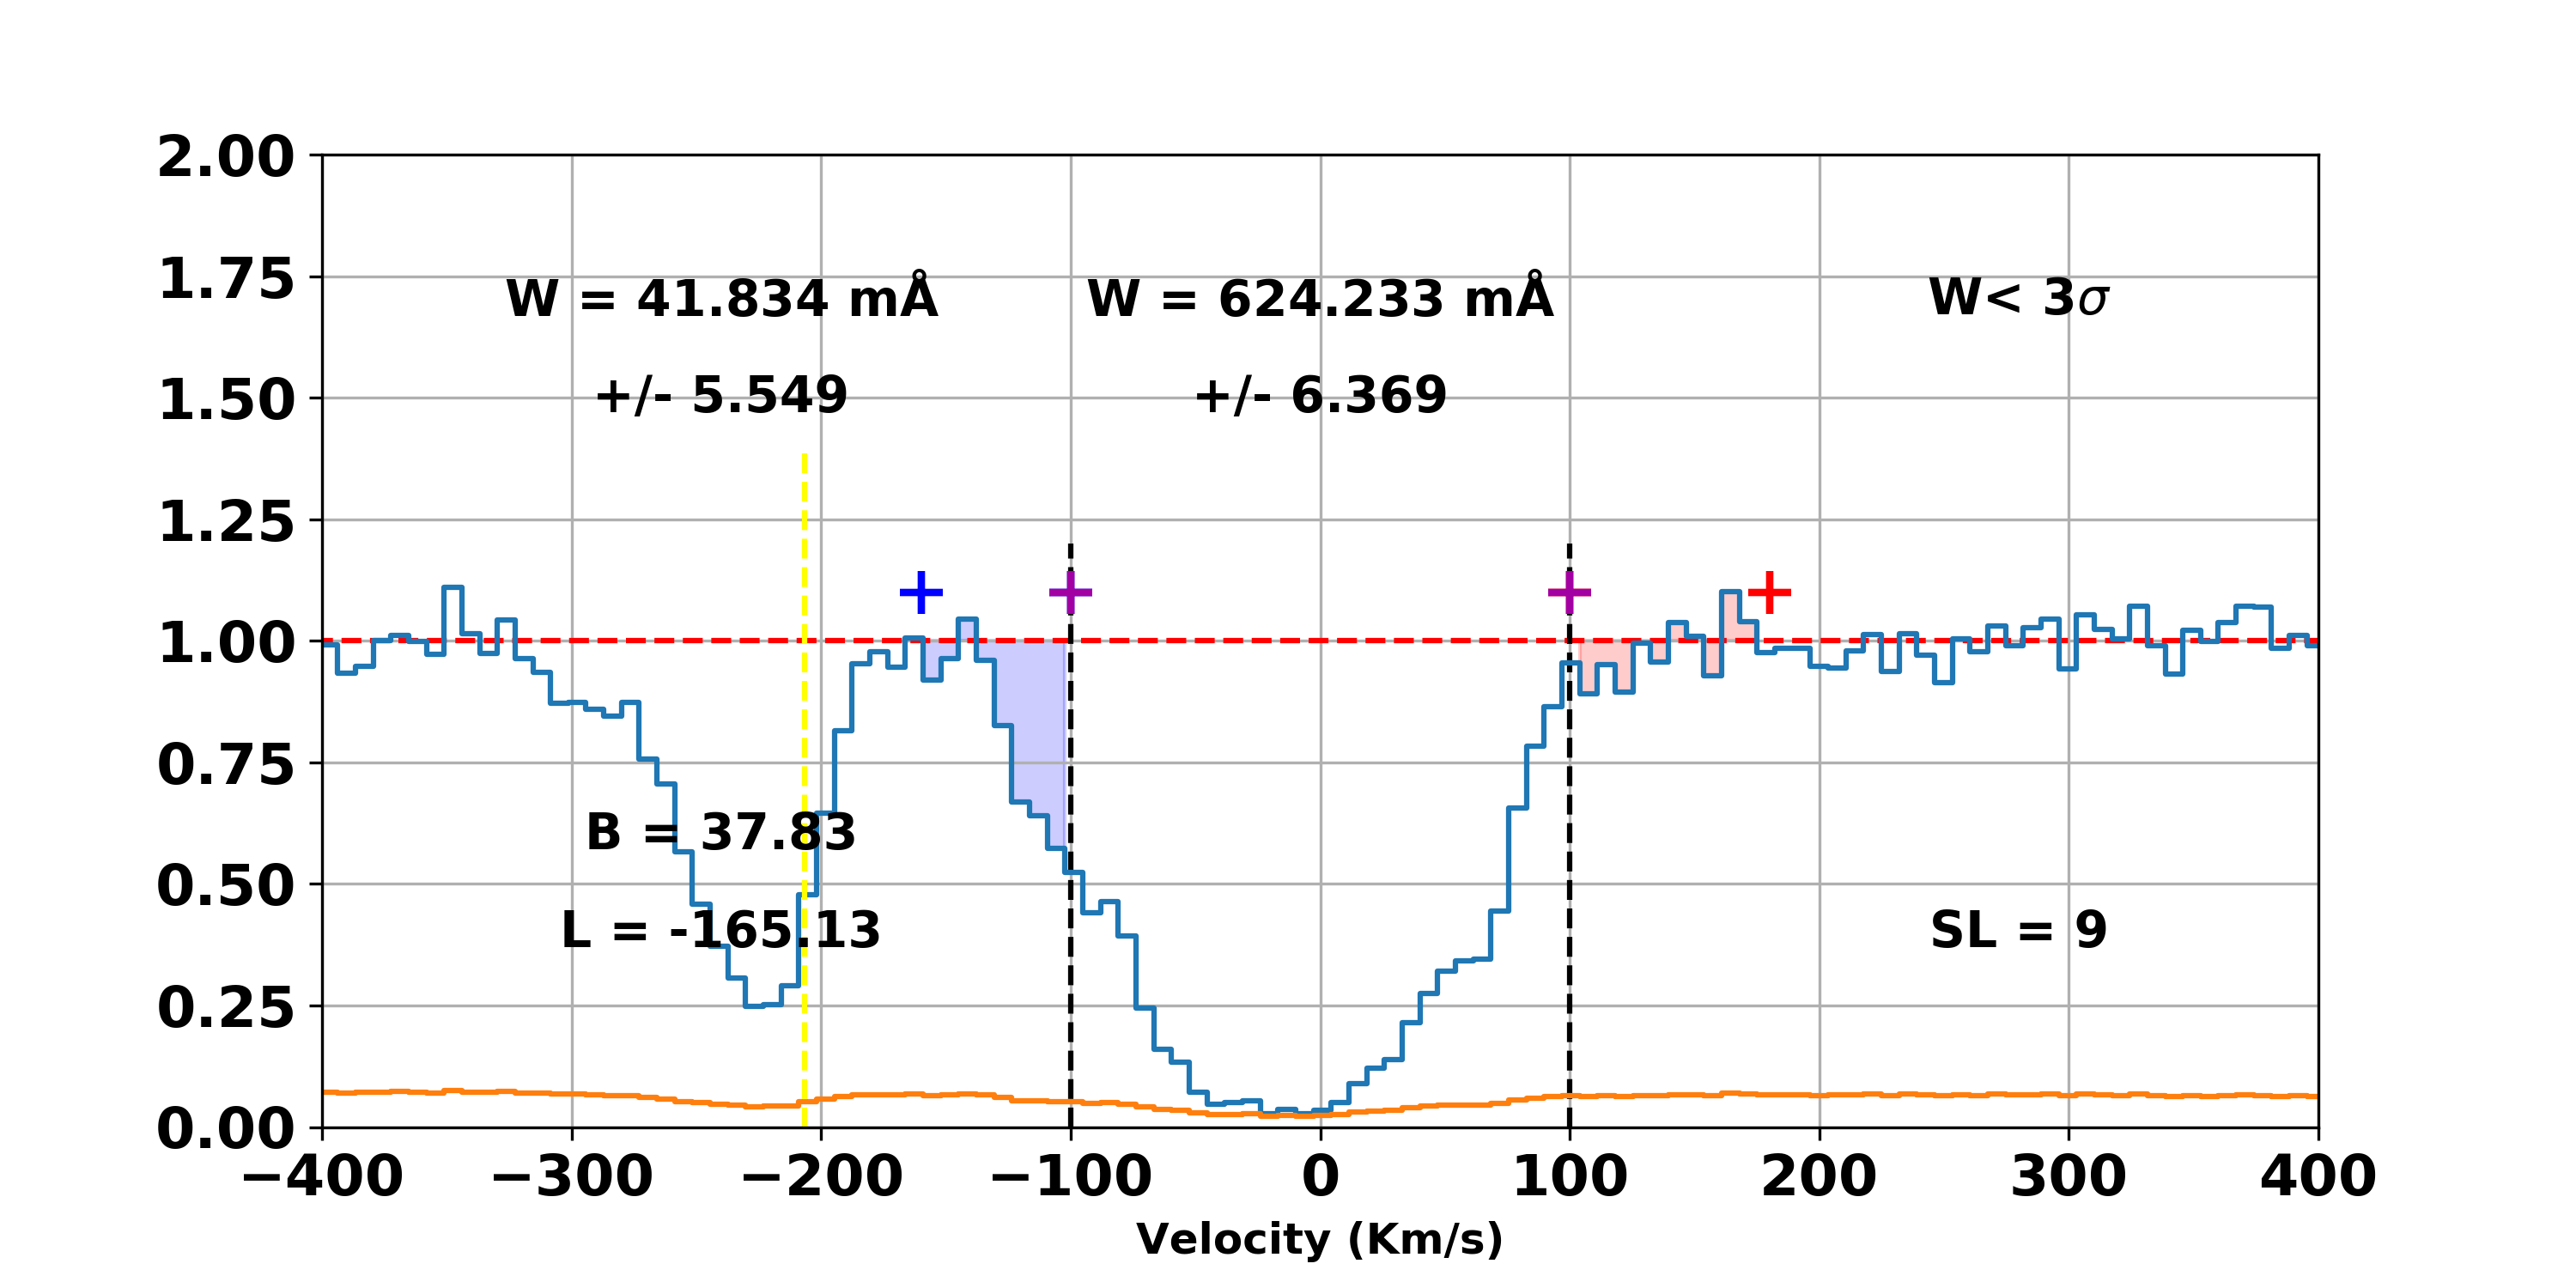 2.00
1.75
1.50
1.25
1.00
0.75
0.50
0.25
0.00
W = 41.834 mÅ
+/- 5.549
W = 624.233 mÅ
+/- 6.369
W< 3σ
B = 37.83
L = -165.13
SL = 9
−400 −300 −200 −100 0 100 200 300 400
Velocity (Km/s)